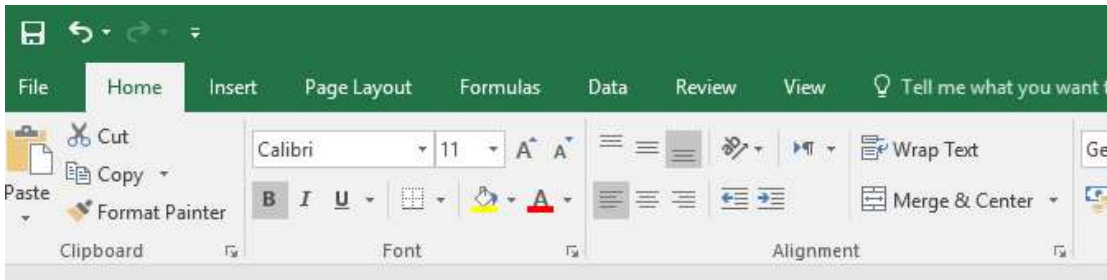 File Home Insert Page Layout Formulas Data Review View Tell me what you want
Cut
Calibri 11 A A Wrap Text Ge
Copy
Paste B I U A Merge & Center
Format Painter
Clipboard Font Alignment